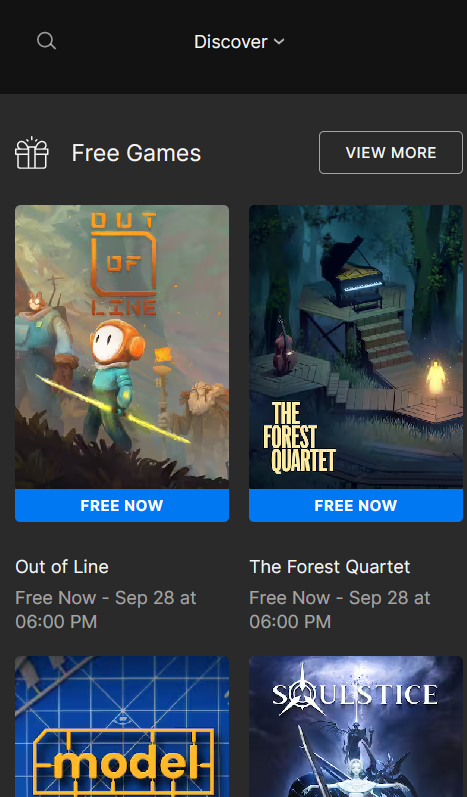 Discover
Free Games
VIEW MORE
OUT
OF
LINE
THE
FOREST
QUARTET
FREE NOW
FREE NOW
Out of Line
Free Now - Sep 28 at
06:00 PM
The Forest Quartet
Free Now - Sep 28 at
06:00 PM
model
SOULSTICE